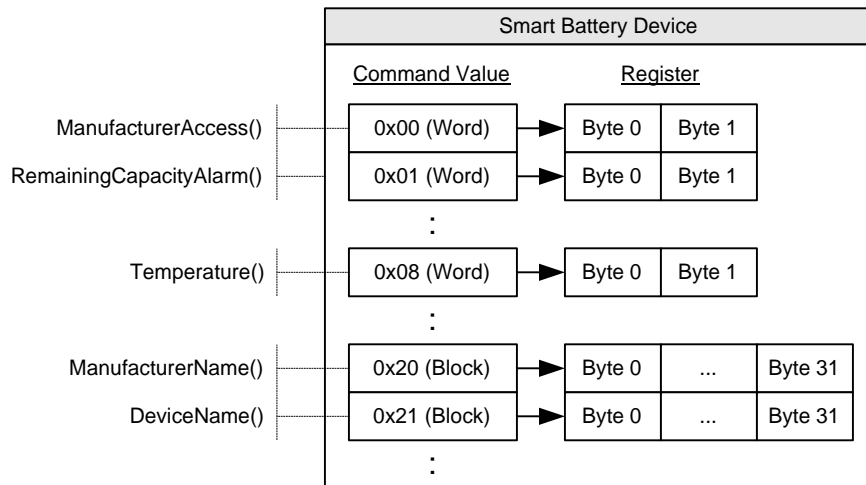 Smart Battery Device
Command Value Register
ManufacturerAccess() 0x00 (Word) Byte 0 Byte 1
RemainingCapacityAlarm() 0x01 (Word) Byte 0 Byte 1
:
Temperature() 0x08 (Word) Byte 0 Byte 1
:
ManufacturerName() 0x20 (Block) Byte 0 ... Byte 31
DeviceName() 0x21 (Block) Byte 0 ... Byte 31
: